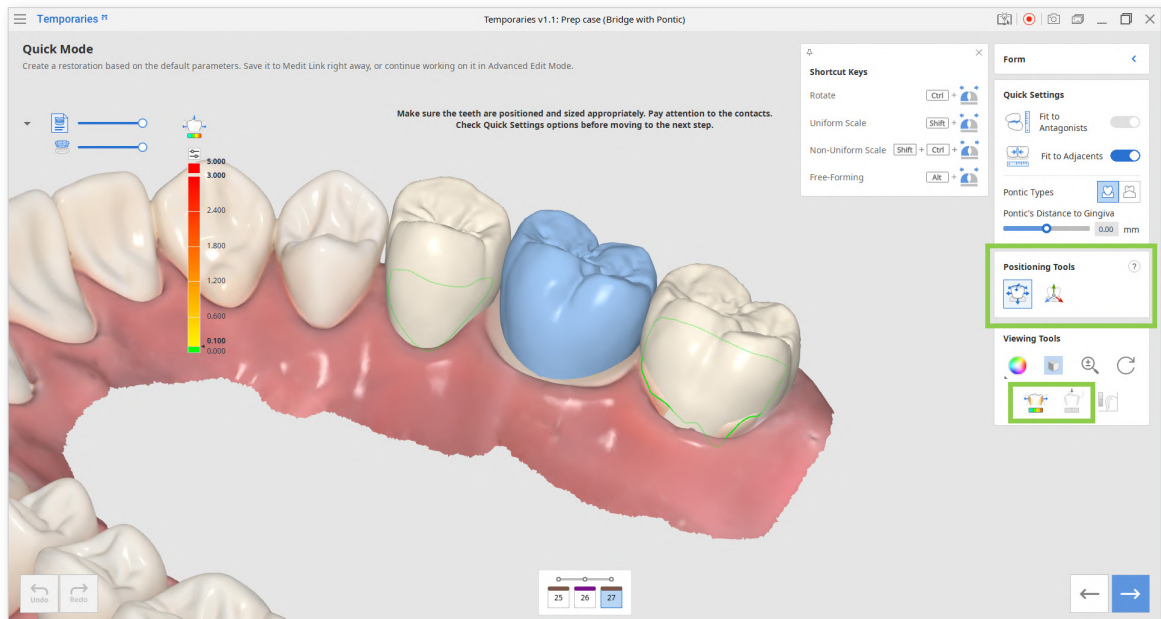 Temporaries
Temporaries v1.1: Prep case (Bridge with Pontic)
Quick Mode
Create a restoration based on the default parameters. Save it to Medit Link right away, or continue working on it in Advanced Edit Mode.
Make sure the teeth are positioned and sized appropriately. Pay attention to the contacts.
Check Quick Settings options before moving to the next step.
5.000
3.000
2.400
1.800
1.200
0.600
0.100
0.000
Shortcut Keys
Rotate Ctrl +
Uniform Scale Shift +
Non-Uniform Scale Shift + Ctrl +
Free-Forming Alt +
Form
Quick Settings
Fit to
Antagonists
Fit to Adjacents
Pontic Types
Pontic's Distance to Gingiva
0.00 mm
Positioning Tools ?
Viewing Tools
Undo Redo
25 26 27